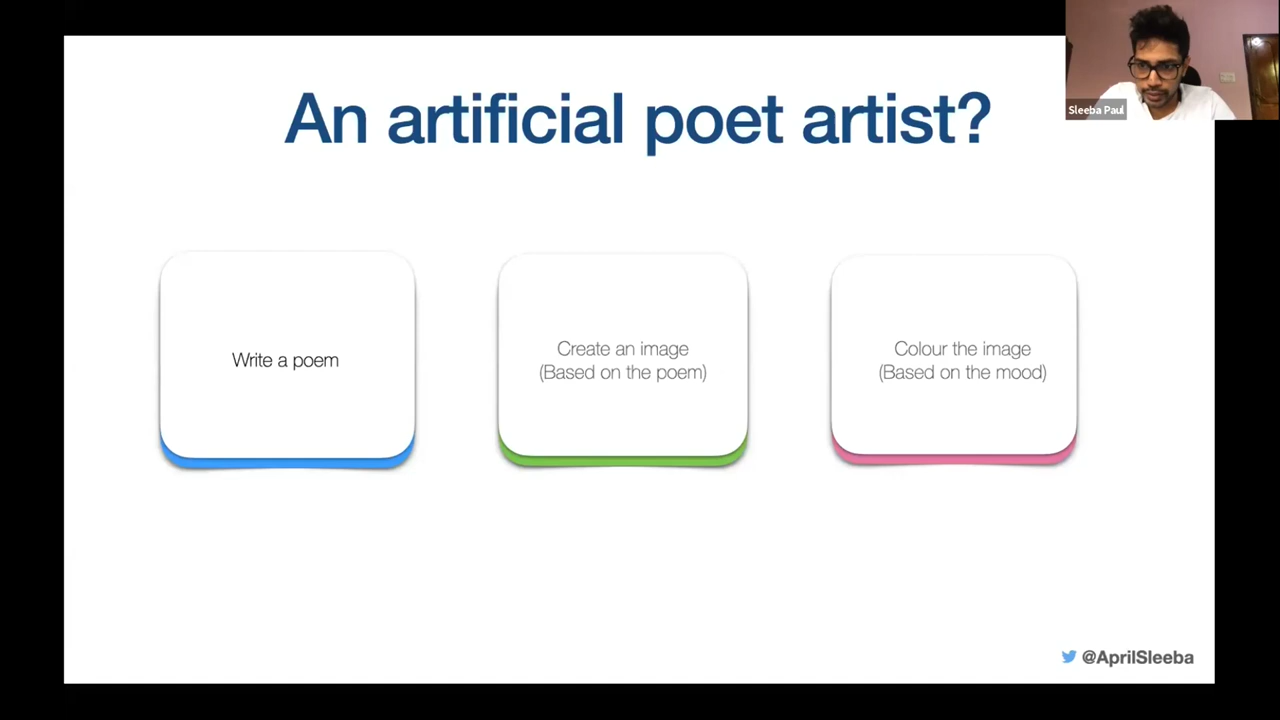 An artificial poet artist?
Sleeba Paul
Write a poem
Create an image
(Based on the poem)
Colour the image
(Based on the mood)
@AprilSleeba